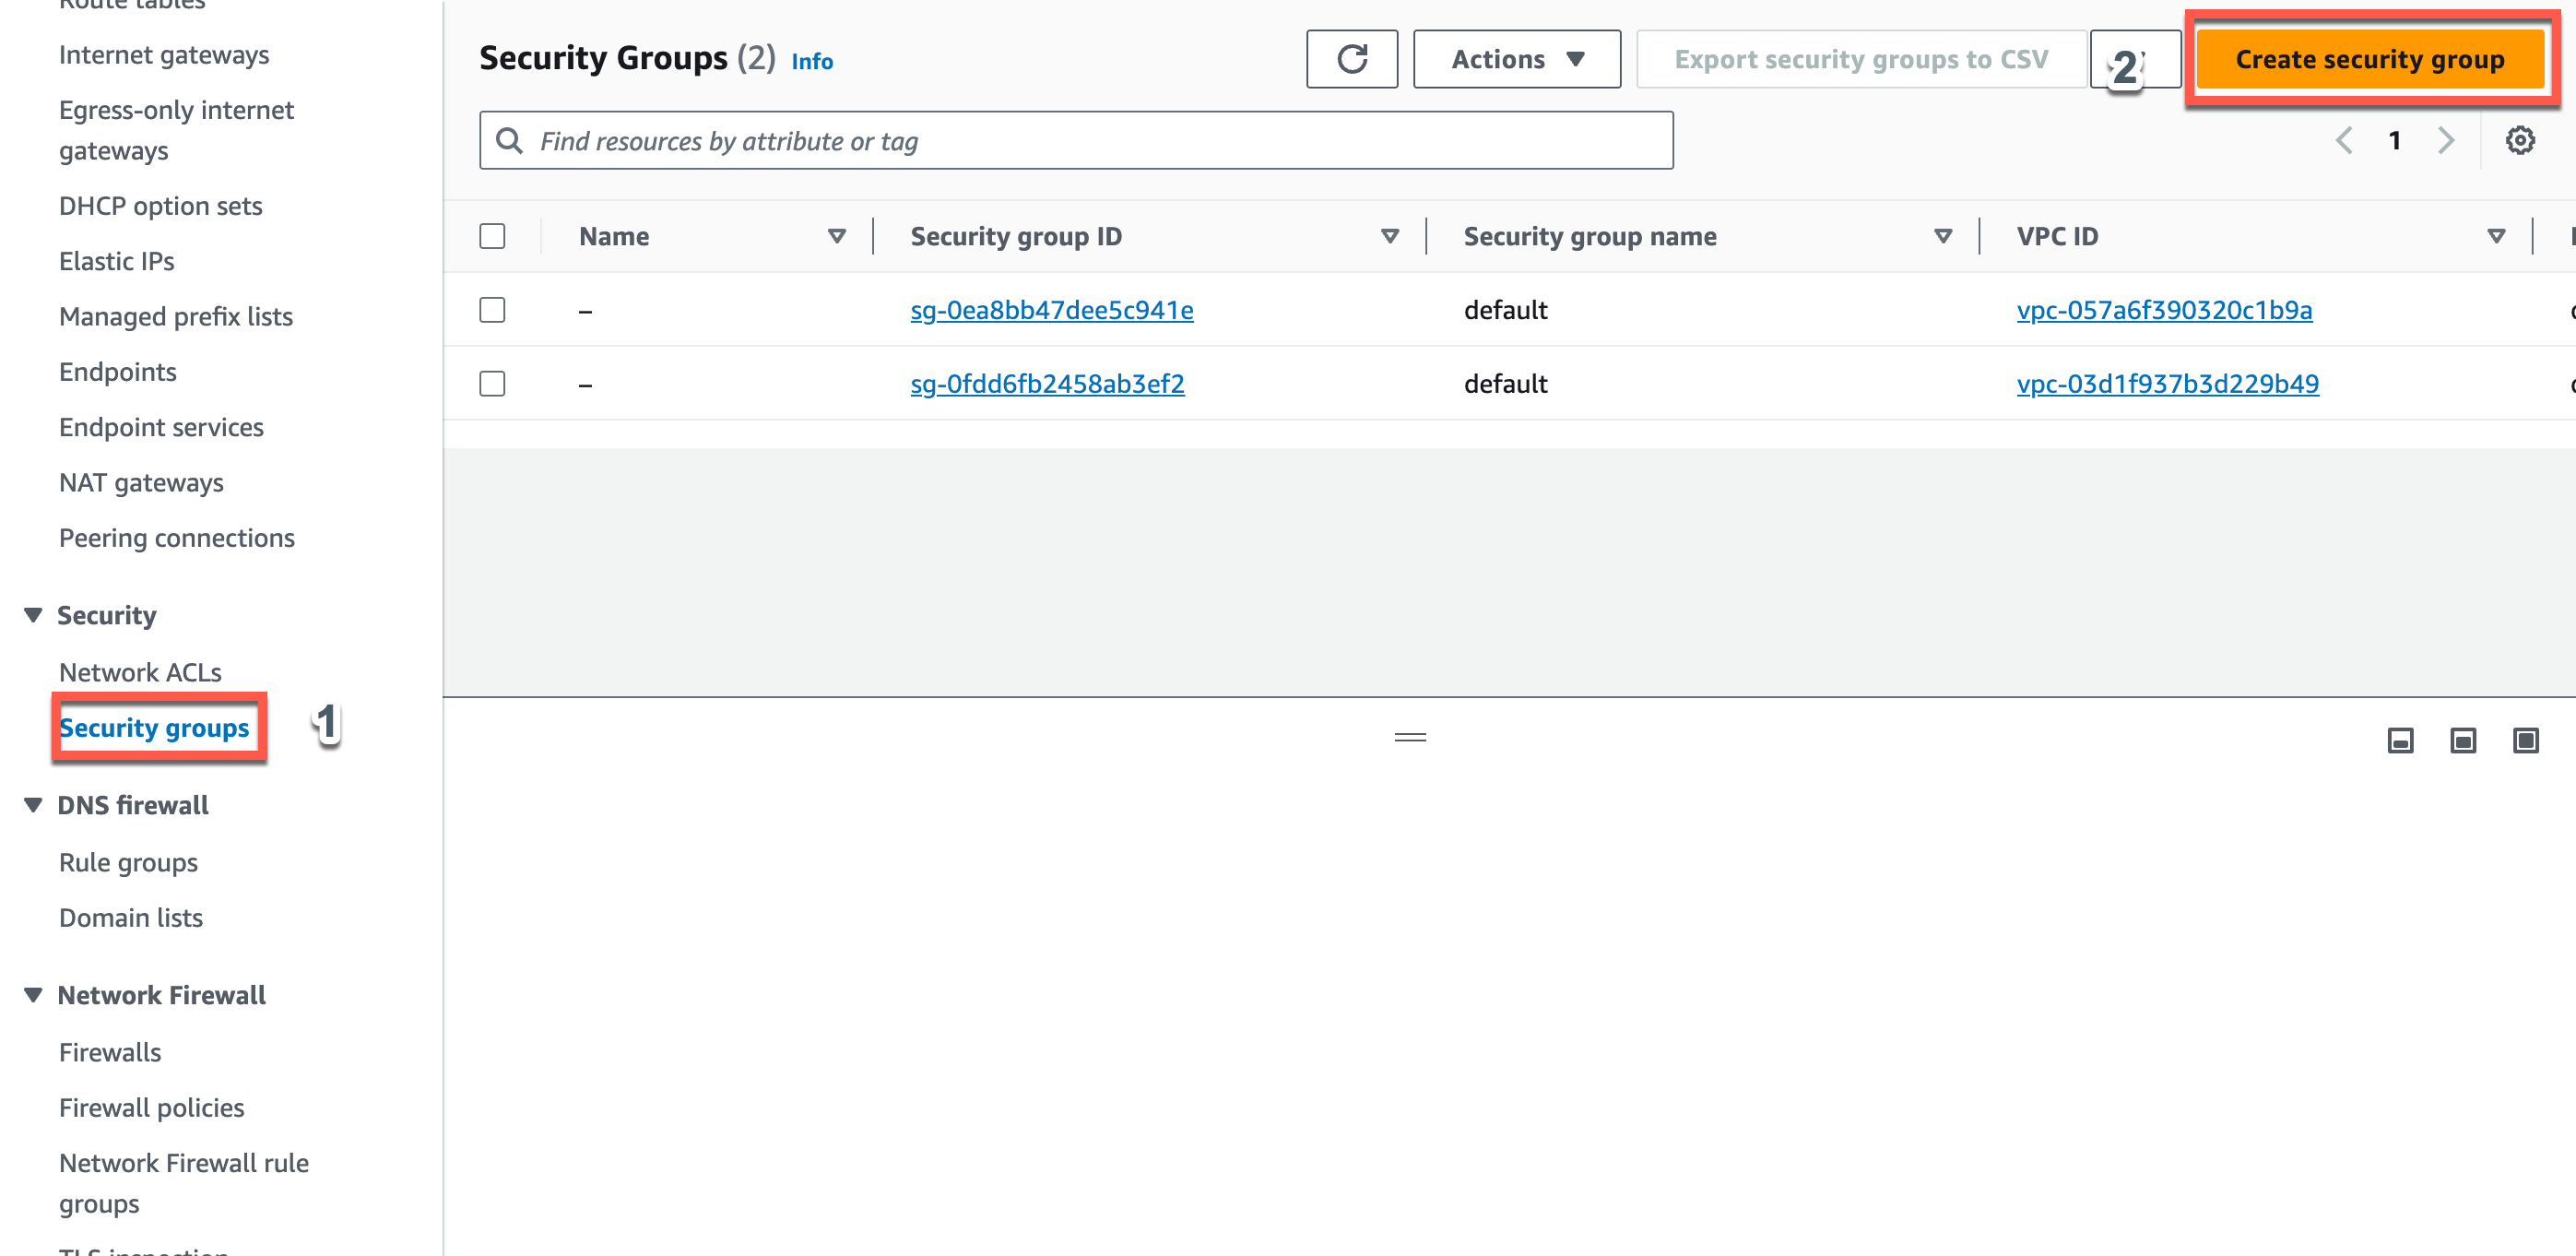 Route tables
Internet gateways
Egress-only internet
gateways
DHCP option sets
Elastic IPs
Managed prefix lists
Endpoints
Endpoint services
NAT gateways
Peering connections
Security
Network ACLs
Security groups
1
DNS firewall
Rule groups
Domain lists
Network Firewall
Firewalls
Firewall policies
Network Firewall rule
groups
TLS inspection
Security Groups (2) Info
Actions
Export security groups to CSV
2
Create security group
Find resources by attribute or tag
1
Name Security group ID Security group name VPC ID
– sg-0ea8bb47dee5c941e default vpc-057a6f390320c1b9a
– sg-0fdd6fb2458ab3ef2 default vpc-03d1f937b3d229b49